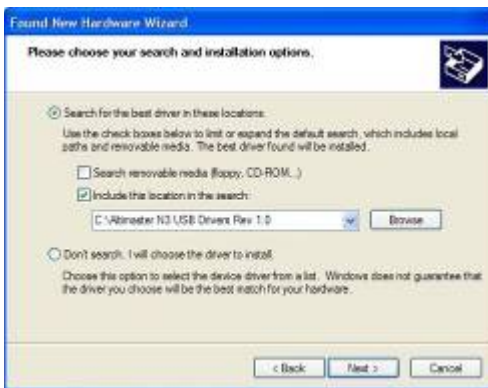 Found New Hardware Wizard
Please choose your search and installation options.
Search for the best driver in these locations.
Use the check boxes below to limit or expand the default search, which includes local
paths and removable media. The best driver found will be installed.
Search removable media (floppy, CD-ROM...)
Include this location in the search:
C:\Altimaster N3 USB Drivers Rev 1.0
Browse
Don't search. I will choose the driver to install.
Choose this option to select the device driver from a list. Windows does not guarantee that
the driver you choose will be the best match for your hardware.
< Back
Next >
Cancel